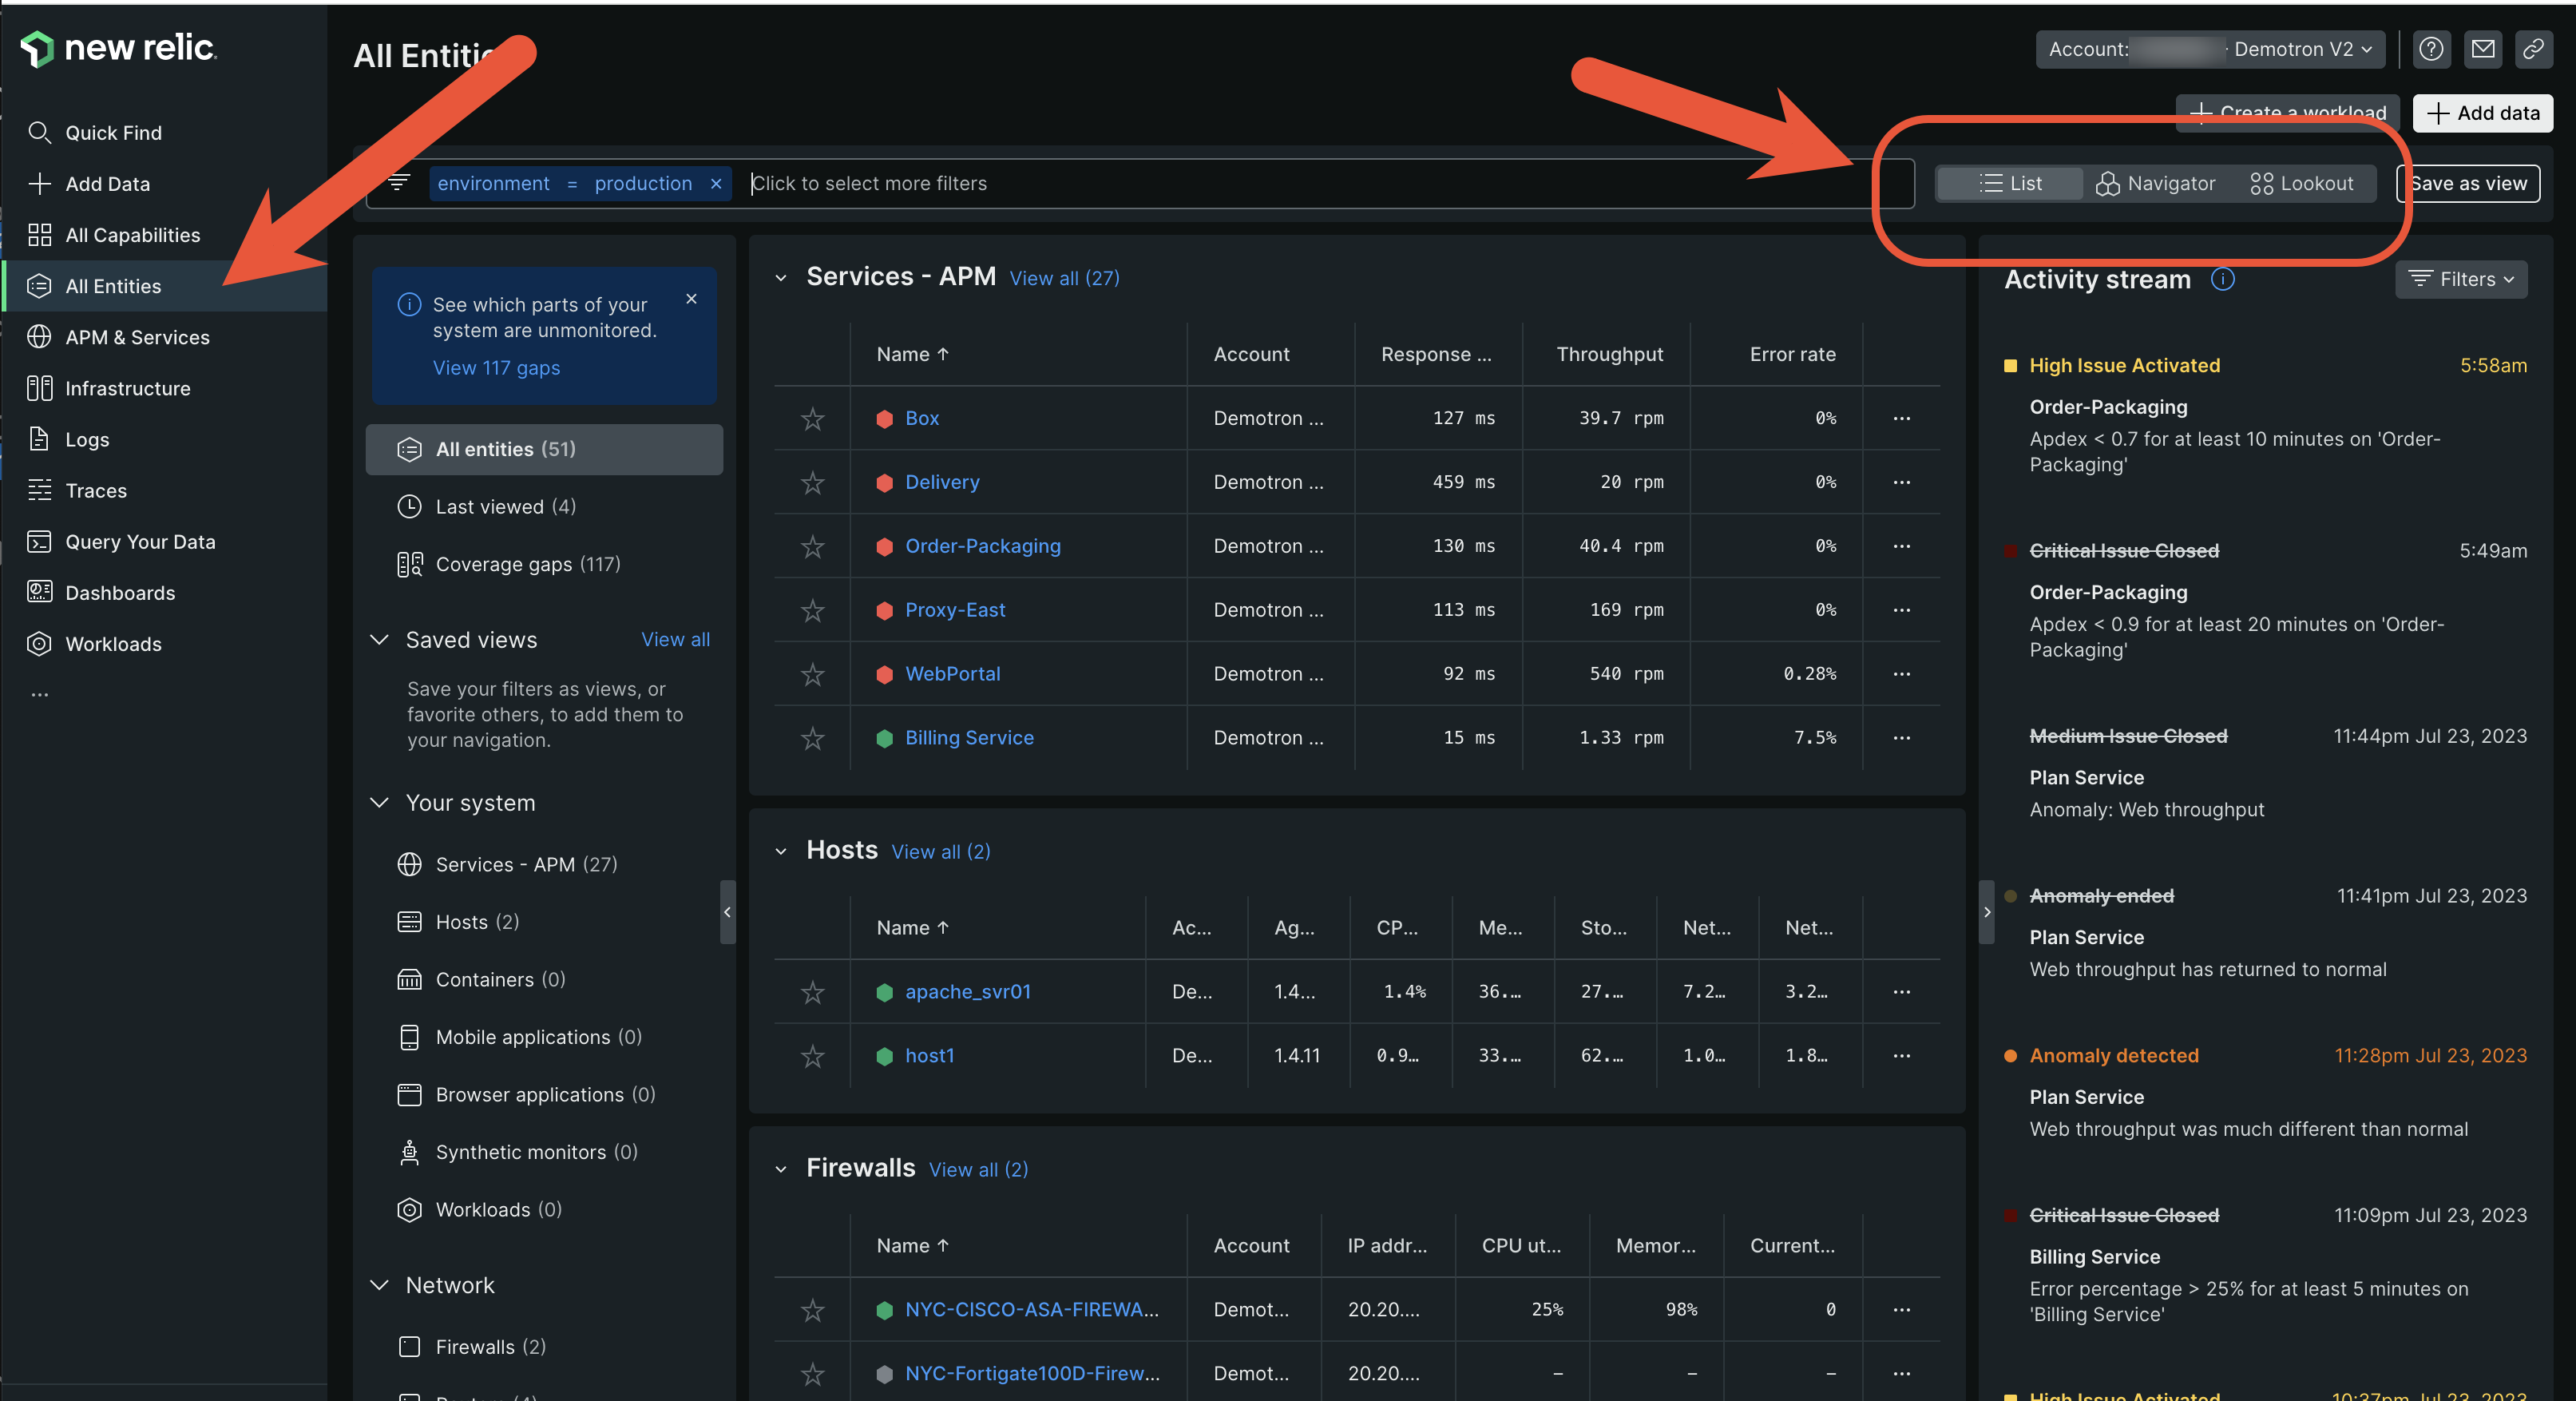 new relic.
Quick Find
Add Data
All Capabilities
All Entities
APM & Services
Infrastructure
Logs
Traces
Query Your Data
Dashboards
Workloads
...
All
Account: - Demotron V2
Create a workload
Add data
environment = production × Click to select more filters
List Navigator Lookout
Save as view
See which parts of your
system are unmonitored.
View 117 gaps
All entities (51)
Last viewed (4)
Coverage gaps (117)
Saved views View all
Save your filters as views, or
favorite others, to add them to
your navigation.
Your system
Services - APM (27)
Hosts (2)
Containers (0)
Mobile applications (0)
Browser applications (0)
Synthetic monitors (0)
Workloads (0)
Network
Firewalls (2)
Services - APM View all (27)
Name ↑ Account Response ... Throughput Error rate
Box Demotron ... 127 ms 39.7 rpm 0% ...
Delivery Demotron ... 459 ms 20 rpm 0% ...
Order-Packaging Demotron ... 130 ms 40.4 rpm 0% ...
Proxy-East Demotron ... 113 ms 169 rpm 0% ...
WebPortal Demotron ... 92 ms 540 rpm 0.28% ...
Billing Service Demotron ... 15 ms 1.33 rpm 7.5% ...
Hosts View all (2)
Name ↑ Ac... Ag... CP... Me... Sto... Net... Net...
apache_svr01 De... 1.4... 1.4% 36.... 27.... 7.2... 3.2... ...
host1 De... 1.4.11 0.9... 33.... 62.... 1.0... 1.8... ...
Firewalls View all (2)
Name ↑ Account IP addr... CPU ut... Memor... Current...
NYC-CISCO-ASA-FIREWA... Demot... 20.20.... 25% 98% 0 ...
NYC-Fortigate100D-Firew... Demot... 20.20.... – – – ...
Activity stream Filters
High Issue Activated 5:58am
Order-Packaging
Apdex < 0.7 for at least 10 minutes on 'Order-
Packaging'
Critical Issue Closed 5:49am
Order-Packaging
Apdex < 0.9 for at least 20 minutes on 'Order-
Packaging'
Medium Issue Closed 11:44pm Jul 23, 2023
Plan Service
Anomaly: Web throughput
Anomaly ended 11:41pm Jul 23, 2023
Plan Service
Web throughput has returned to normal
Anomaly detected 11:28pm Jul 23, 2023
Plan Service
Web throughput was much different than normal
Critical Issue Closed 11:09pm Jul 23, 2023
Billing Service
Error percentage > 25% for at least 5 minutes on
'Billing Service'
High Issue Activated 10:37pm Jul 23, 2023